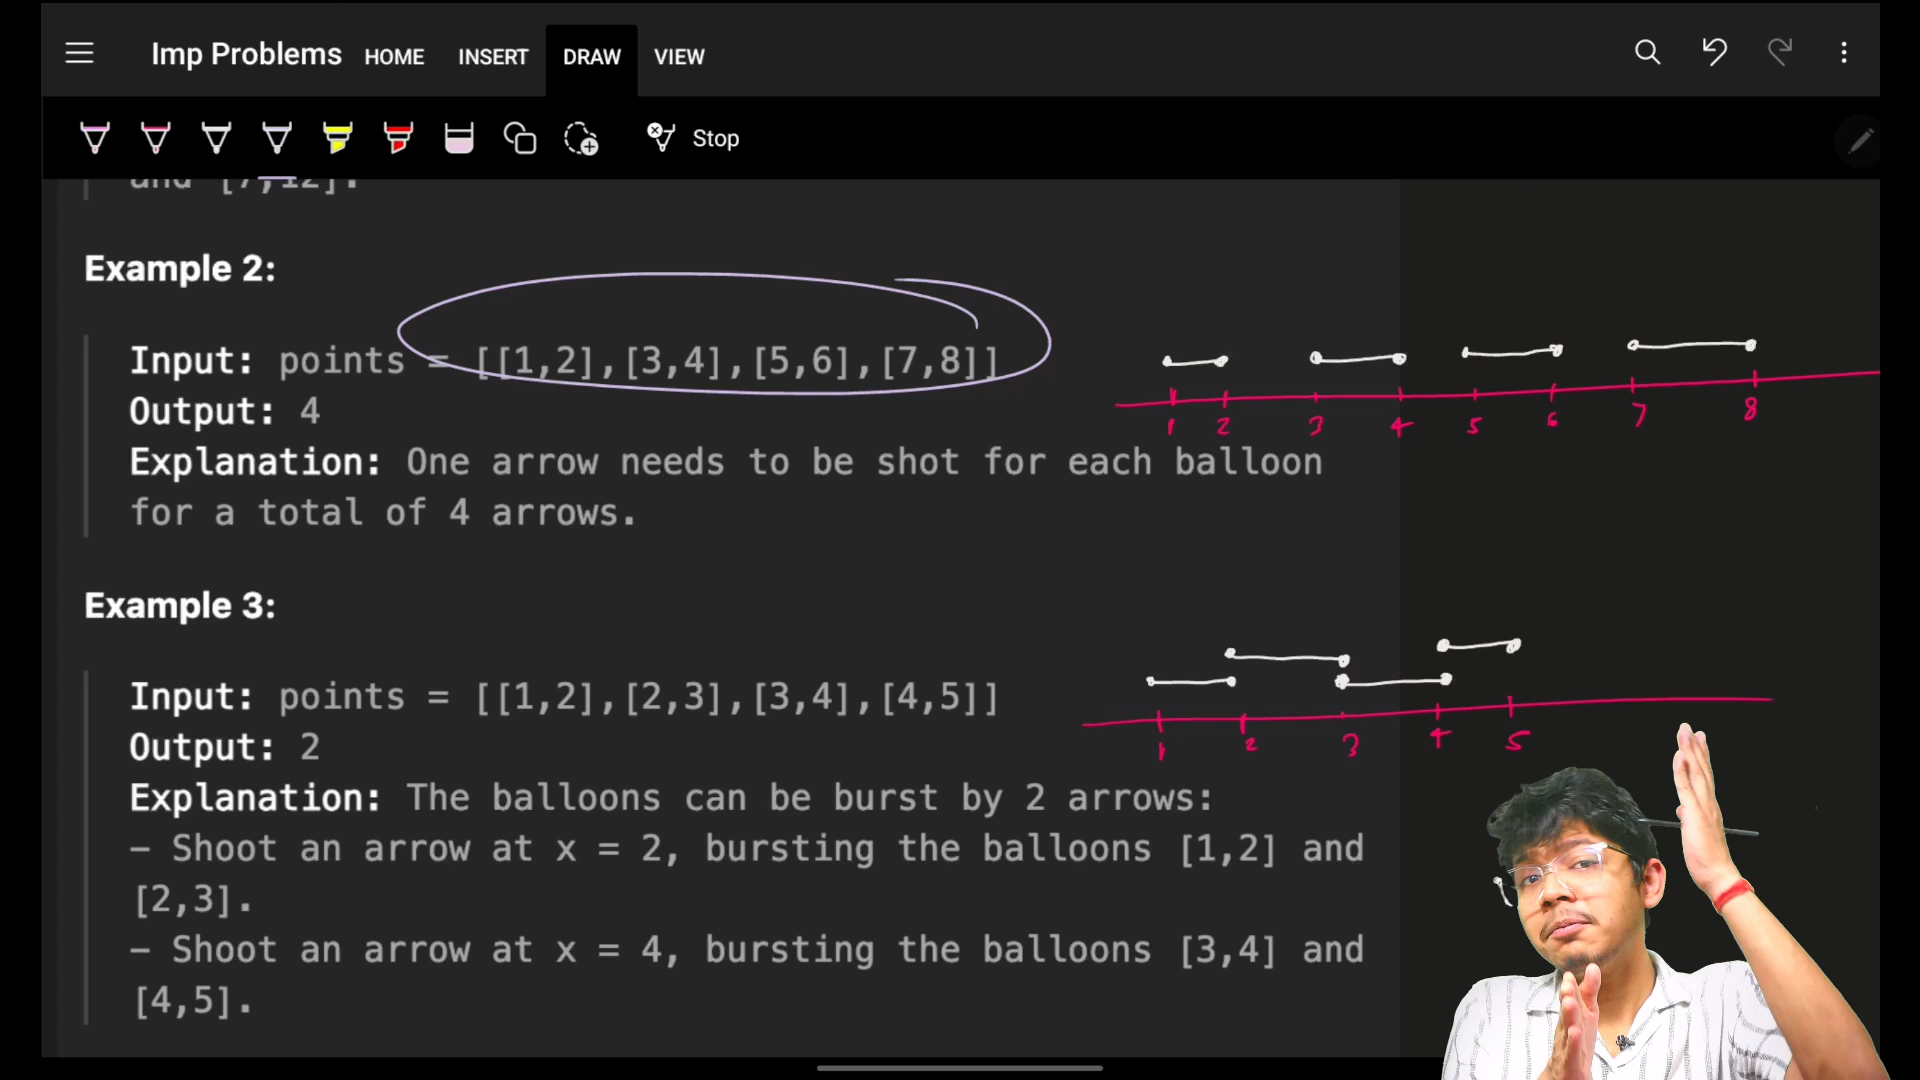 Imp Problems HOME INSERT DRAW VIEW
Stop
and [7,12].
Example 2:
Input: points = [[1,2],[3,4],[5,6],[7,8]]
Output: 4
Explanation: One arrow needs to be shot for each balloon
for a total of 4 arrows.
1 2 3 4 5 6 7 8
Example 3:
Input: points = [[1,2],[2,3],[3,4],[4,5]]
Output: 2
Explanation: The balloons can be burst by 2 arrows:
– Shoot an arrow at x = 2, bursting the balloons [1,2] and
[2,3].
– Shoot an arrow at x = 4, bursting the balloons [3,4] and
[4,5].
1 2 3 4 5